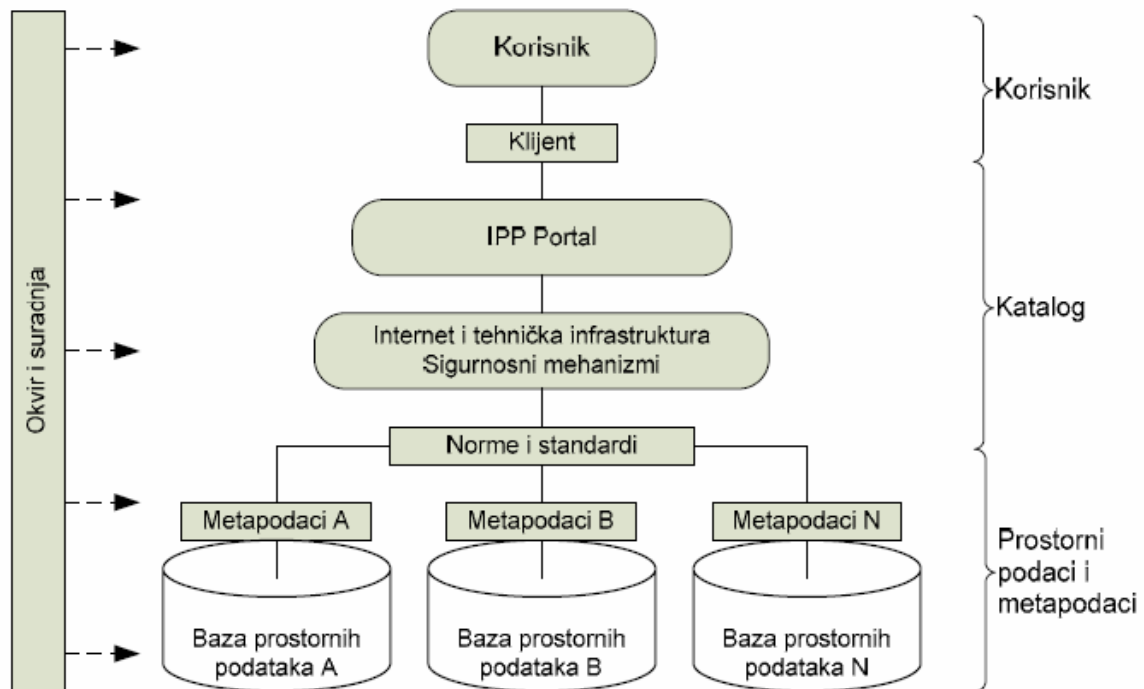 Okvir i suradnja
Korisnik
Klijent
Korisnik
IPP Portal
Internet i tehnička infrastruktura
Sigurnosni mehanizmi
Katalog
Norme i standardi
Metapodaci A
Metapodaci B
Metapodaci N
Baza prostornih
podataka A
Baza prostornih
podataka B
Baza prostornih
podataka N
Prostorni
podaci i
metapodaci